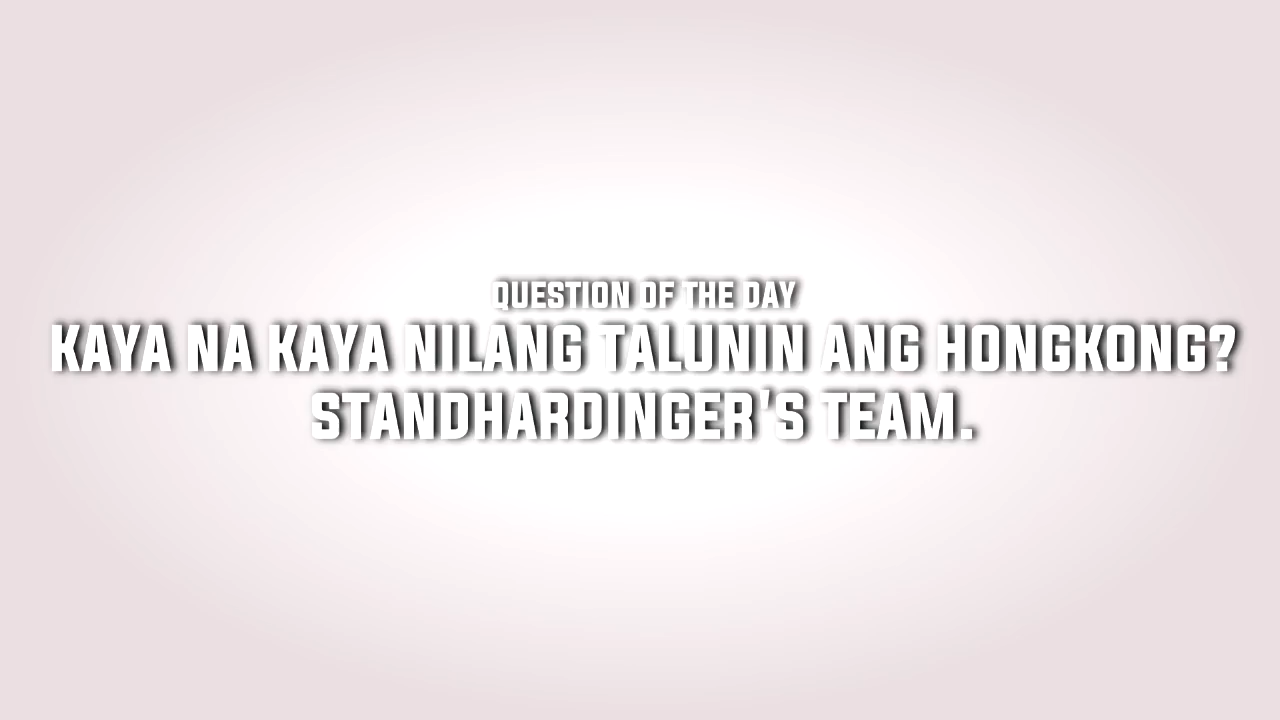 QUESTION OF THE DAY
KAYA NA KAYA NILANG TALUNIN ANG HONGKONG?
STANDHARDINGER'S TEAM.